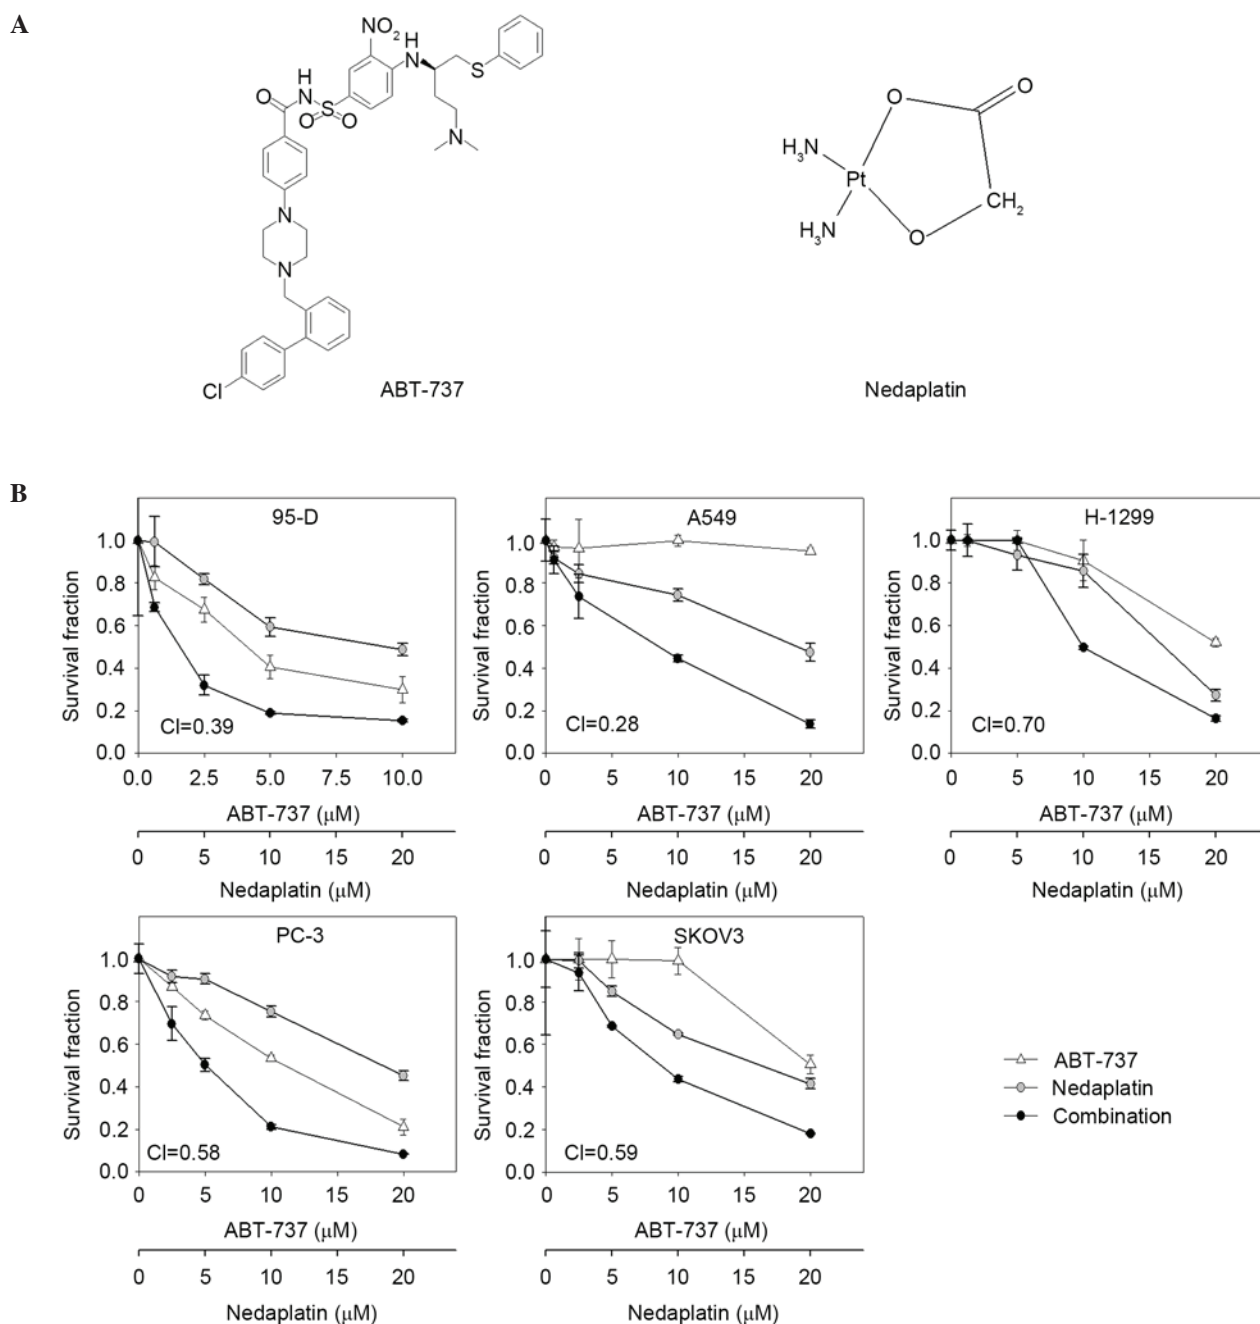 A
NO2
H
N
S
H
N
O
S
O O
N
N
N
Cl
ABT-737
O
O
H3N
Pt
H3N
CH2
O
Nedaplatin
B
95-D
Survival fraction
1.0
0.8
0.6
0.4
0.2
0.0
CI=0.39
0.0 2.5 5.0 7.5 10.0
ABT-737 (μM)
0 5 10 15 20
Nedaplatin (μM)
A549
Survival fraction
1.0
0.8
0.6
0.4
0.2
0.0
CI=0.28
0 5 10 15 20
ABT-737 (μM)
0 5 10 15 20
Nedaplatin (μM)
H-1299
Survival fraction
1.0
0.8
0.6
0.4
0.2
0.0
CI=0.70
0 5 10 15 20
ABT-737 (μM)
0 5 10 15 20
Nedaplatin (μM)
PC-3
Survival fraction
1.0
0.8
0.6
0.4
0.2
0.0
CI=0.58
0 5 10 15 20
ABT-737 (μM)
0 5 10 15 20
Nedaplatin (μM)
SKOV3
Survival fraction
1.0
0.8
0.6
0.4
0.2
0.0
CI=0.59
0 5 10 15 20
ABT-737 (μM)
0 5 10 15 20
Nedaplatin (μM)
ABT-737
Nedaplatin
Combination